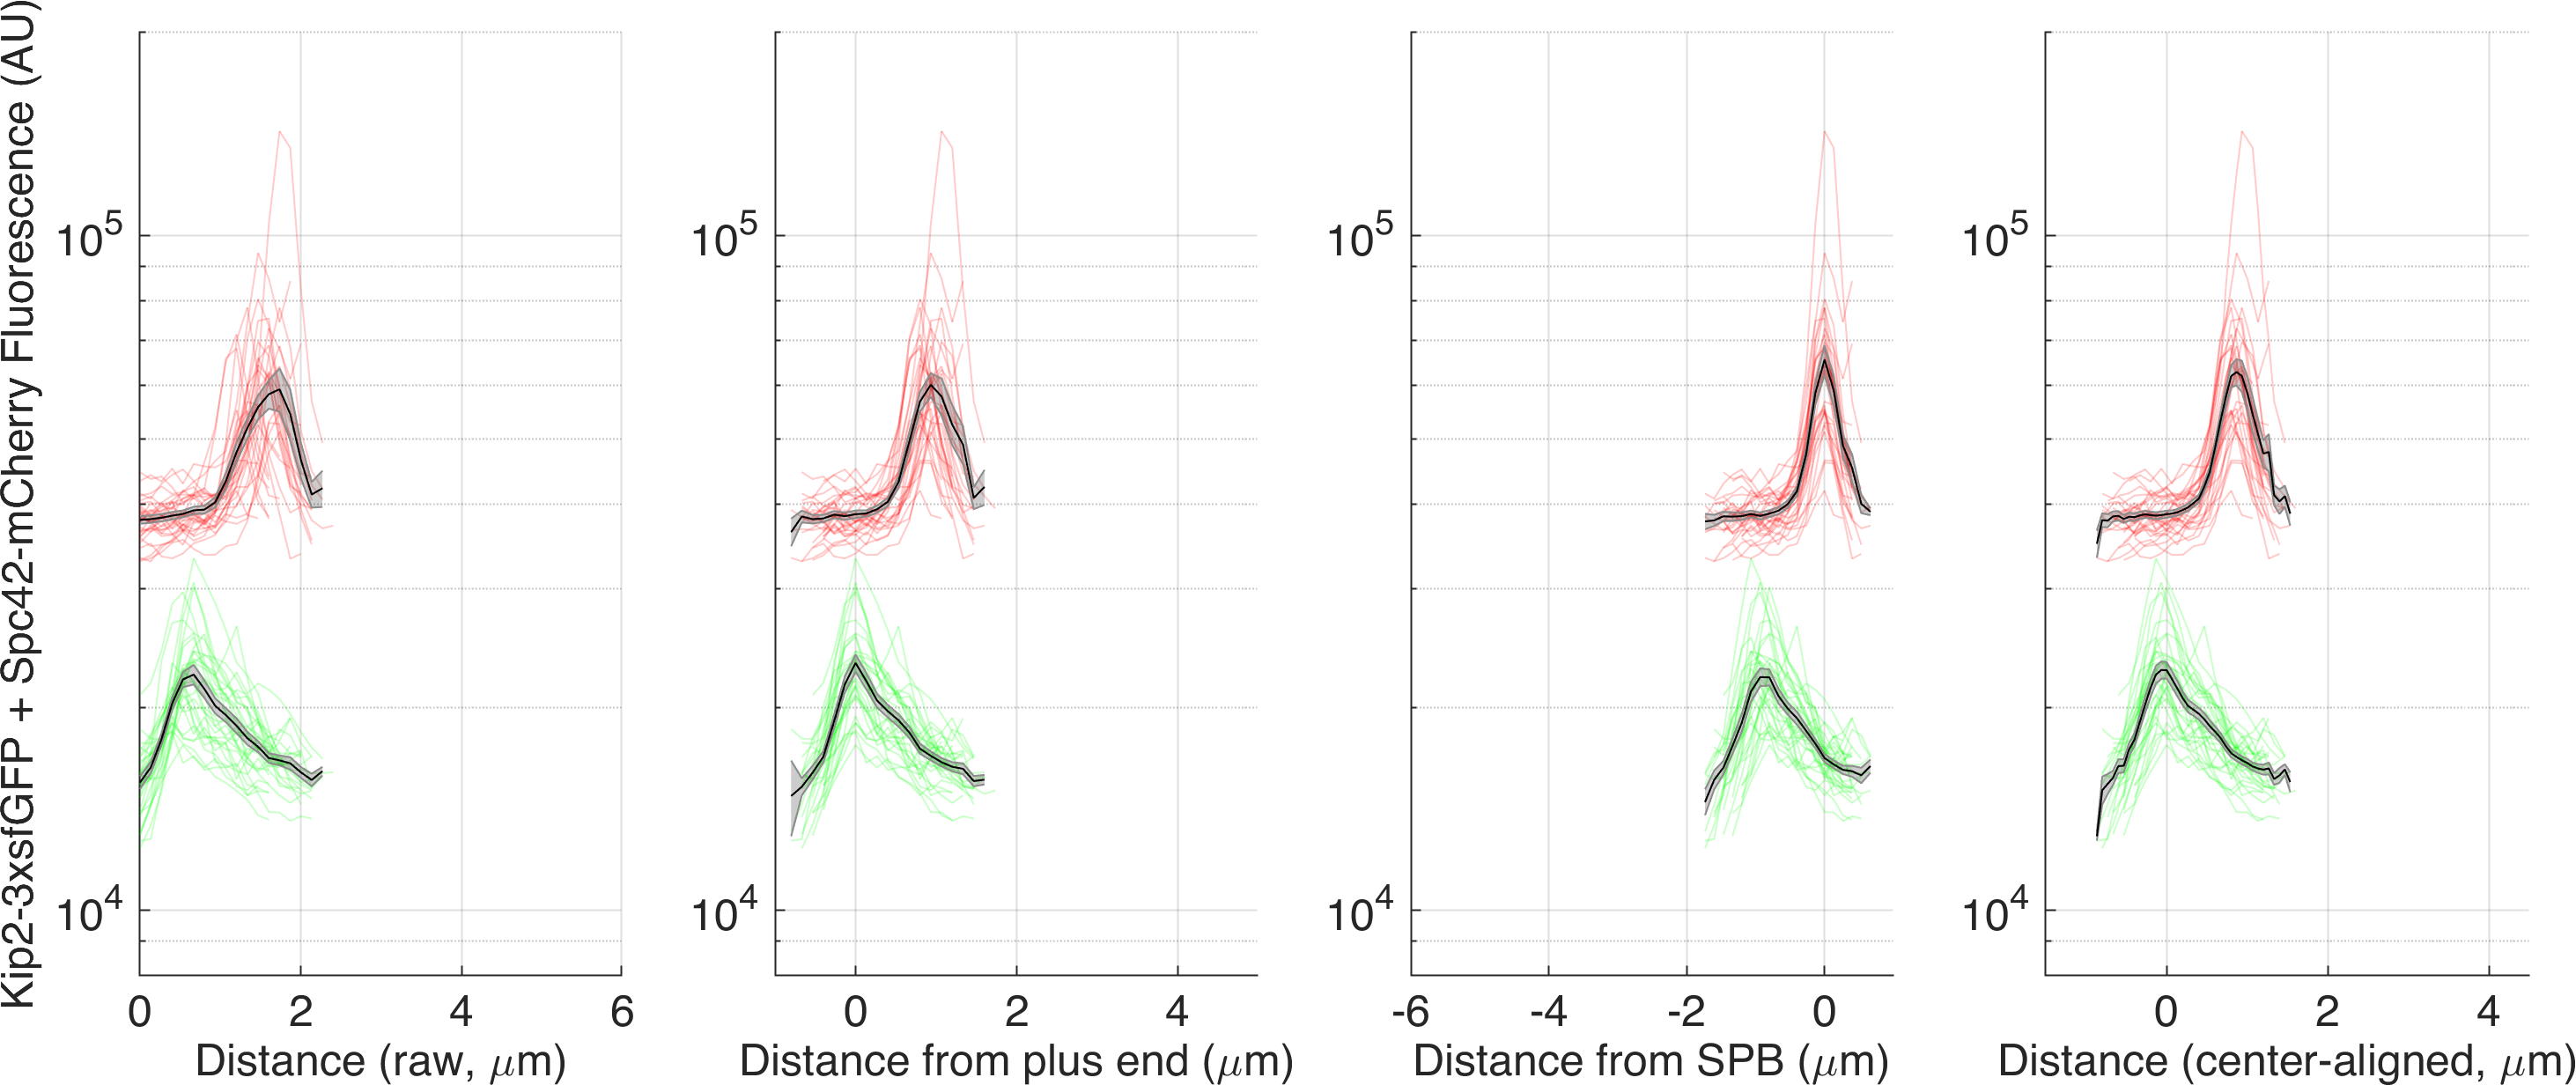 Kip2-3xsfGFP + Spc42-mCherry Fluorescence (AU)
10^5
10^4
0 2 4 6
Distance (raw, μm)
10^5
10^4
0 2 4
Distance from plus end (μm)
10^5
10^4
-6 -4 -2 0
Distance from SPB (μm)
10^5
10^4
0 2 4
Distance (center-aligned, μm)